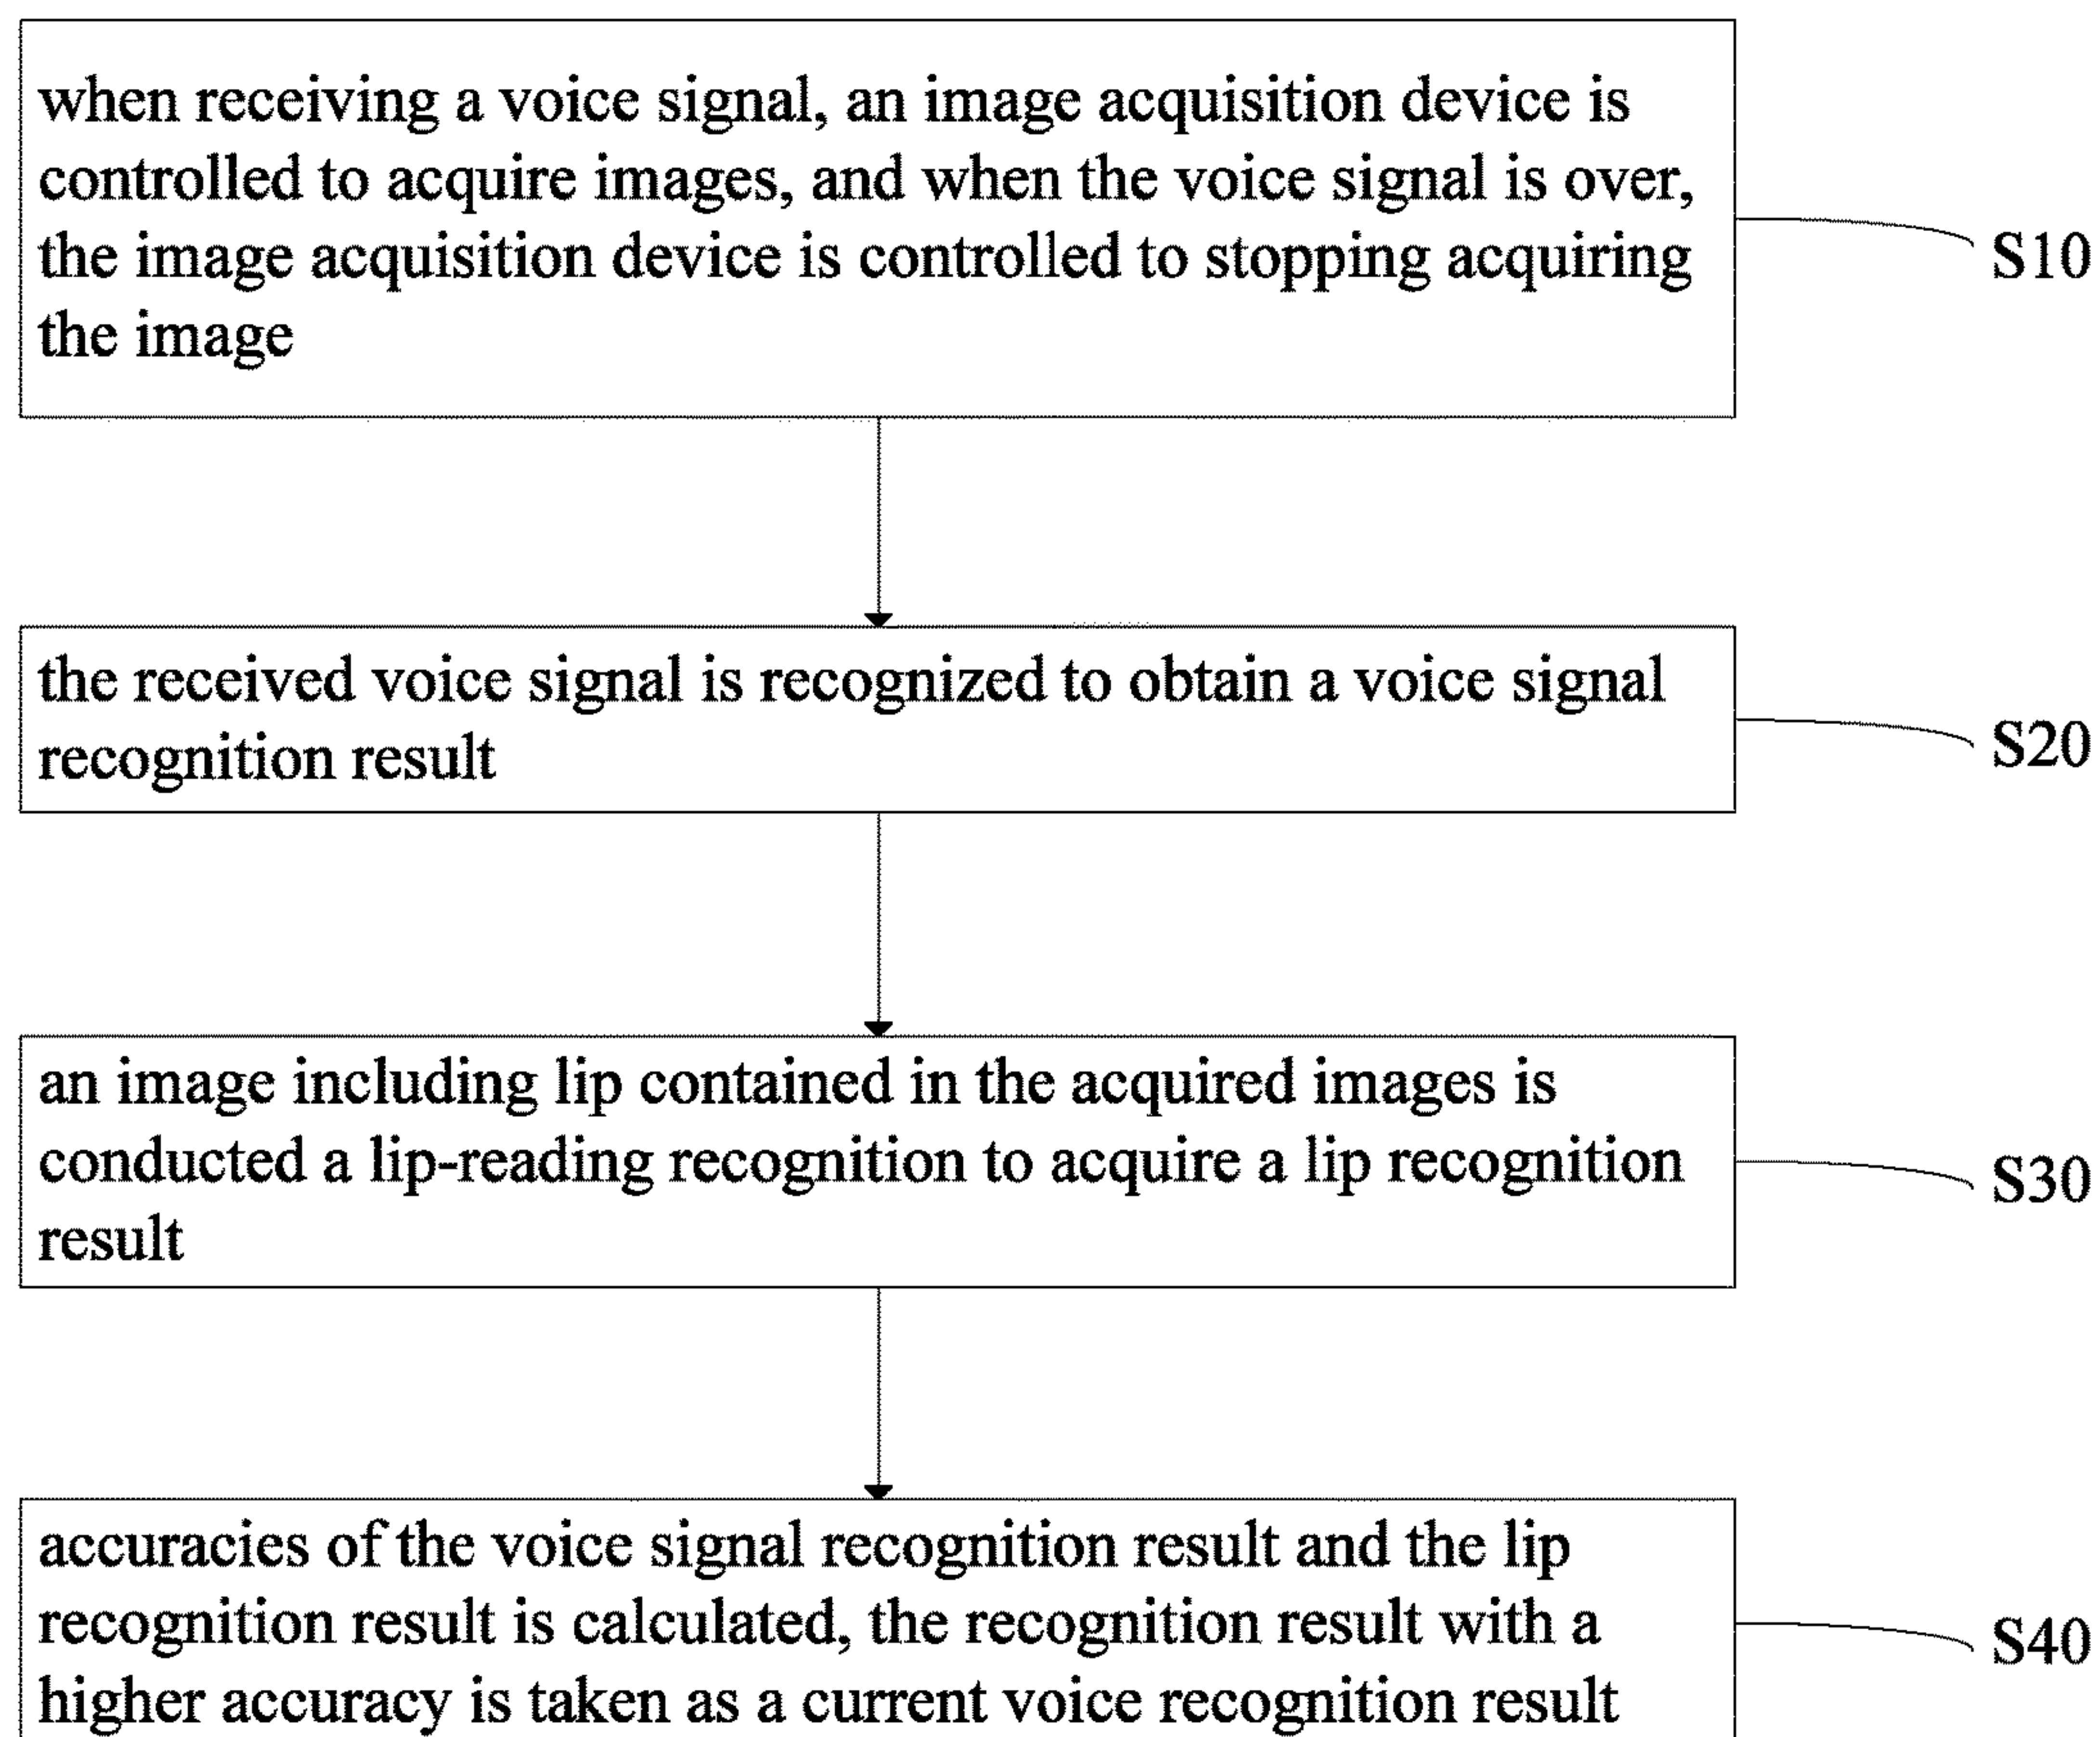 when receiving a voice signal, an image acquisition device is
controlled to acquire images, and when the voice signal is over,
the image acquisition device is controlled to stopping acquiring
the image
S10
the received voice signal is recognized to obtain a voice signal
recognition result
S20
an image including lip contained in the acquired images is
conducted a lip-reading recognition to acquire a lip recognition
result
S30
accuracies of the voice signal recognition result and the lip
recognition result is calculated, the recognition result with a
higher accuracy is taken as a current voice recognition result
S40